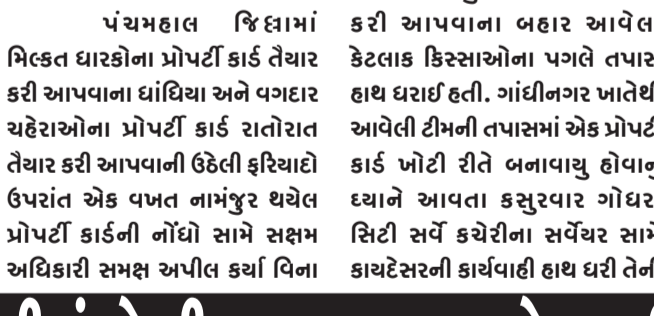 પંચમહાલ જિલ્લામાં
મિલ્કત ધારકોના પ્રોપર્ટી કાર્ડ તૈયાર
કરી આપવાના ધાંધિયા અને વગદાર
ચહેરાઓના પ્રોપર્ટી કાર્ડ રાતોરાત
તૈયાર કરી આપવાની ઉઠેલી ફરિયાદો
ઉપરાંત એક વખત નામંજુર થયેલ
પ્રોપર્ટી કાર્ડની નોંધો સામે સક્ષમ
અધિકારી સમક્ષ અપીલ કર્યા વિના
કરી આપવાના બહાર આવેલ
કેટલાક કિસ્સાઓના પગલે તપાસ
હાથ ધરાઈ હતી. ગાંધીનગર ખાતેથી
આવેલી ટીમની તપાસમાં એક
કાર્ડ ખોટી રીતે બનાવાયુ
ધ્યાને આવતા કસુરવાર
સિટી સર્વે કચેરીના સર્વેયર
કાયદેસરની કાર્યવાહી હાથ ધરી